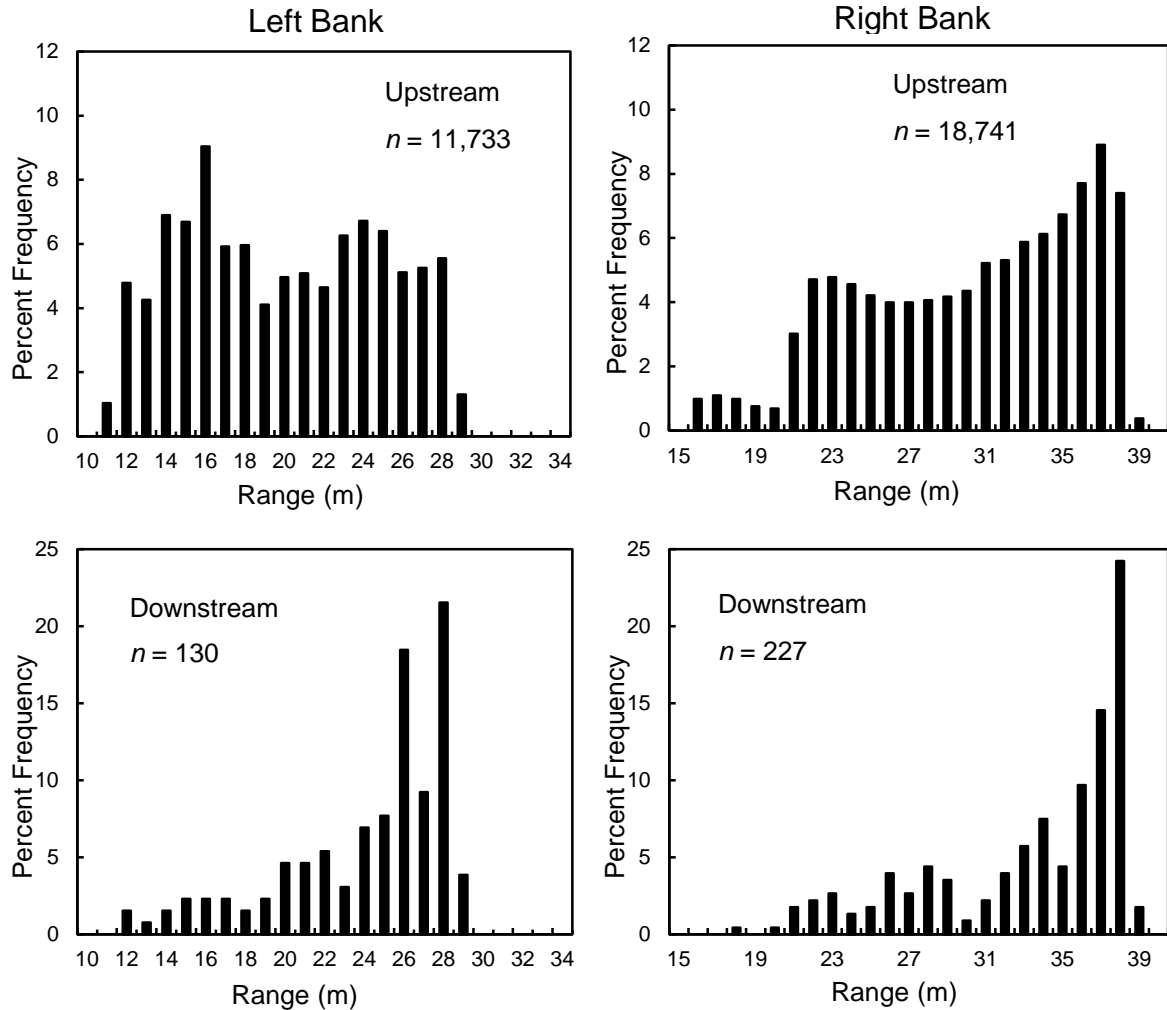 Left Bank
Right Bank
12
10
8
6
4
2
0
Percent Frequency
Upstream
n = 11,733
10 12 14 16 18 20 22 24 26 28 30 32 34
Range (m)
12
10
8
6
4
2
0
Percent Frequency
Upstream
n = 18,741
15 19 23 27 31 35 39
Range (m)
25
20
15
10
5
0
Percent Frequency
Downstream
n = 130
10 12 14 16 18 20 22 24 26 28 30 32 34
Range (m)
25
20
15
10
5
0
Percent Frequency
Downstream
n = 227
15 19 23 27 31 35 39
Range (m)